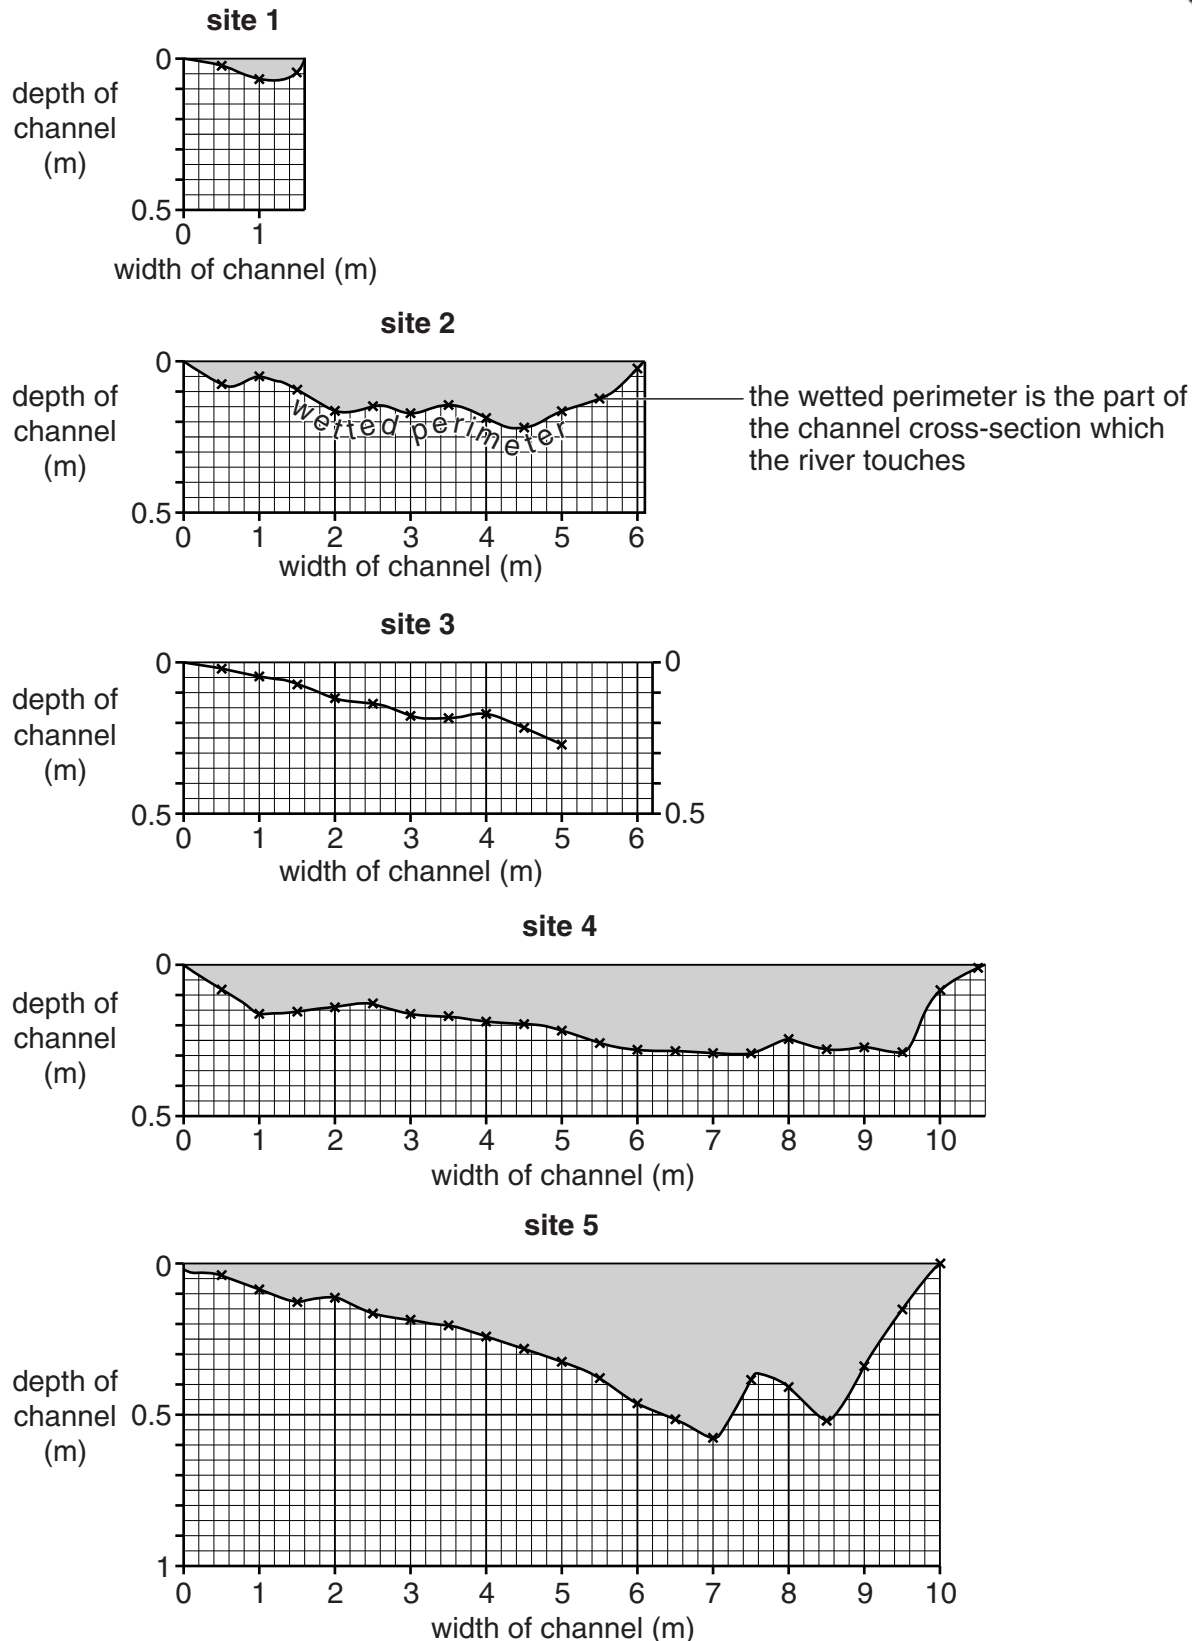 site 1
0
depth of
channel
(m)
0.5
0 1
width of channel (m)
site 2
0
depth of
channel
(m)
0.5
wetted perimeter
the wetted perimeter is the part of
the channel cross-section which
the river touches
0 1 2 3 4 5 6
width of channel (m)
site 3
0 0
depth of
channel
(m)
0.5 0.5
0 1 2 3 4 5 6
width of channel (m)
site 4
0
depth of
channel
(m)
0.5
0 1 2 3 4 5 6 7 8 9 10
width of channel (m)
site 5
0
depth of
channel 0.5
(m)
1
0 1 2 3 4 5 6 7 8 9 10
width of channel (m)